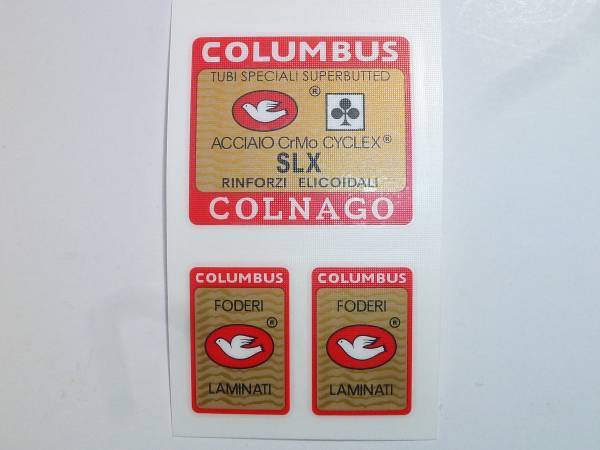 COLUMBUS
TUBI SPECIALI SUPERBUTTED
®
ACCIAIO CrMo CYCLEX®
SLX
RINFORZI ELICOIDALI
COLNAGO
COLUMBUS
FODERI
®
LAMINATI
COLUMBUS
FODERI
®
LAMINATI